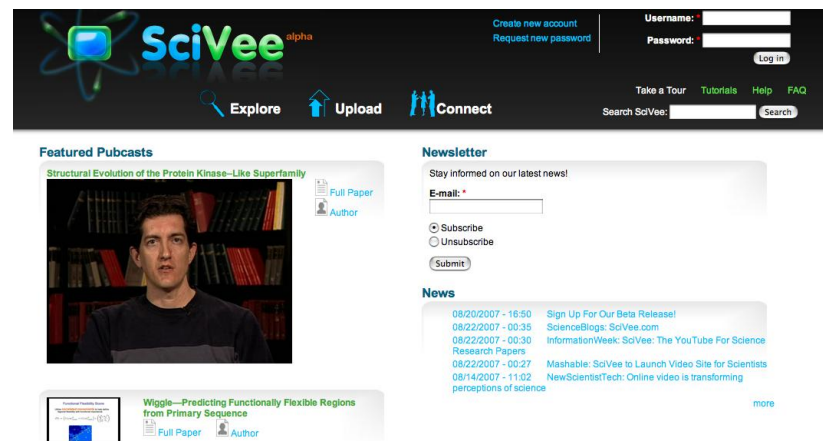 SciVee alpha
Create new account
Request new password
Username: *
Password: *
Log in
Explore
Upload
Connect
Take a Tour Tutorials Help FAQ
Search SciVee:
Search
Featured Pubcasts
Structural Evolution of the Protein Kinase–Like Superfamily
Full Paper
Author
Wiggle—Predicting Functionally Flexible Regions
from Primary Sequence
Full Paper Author
Newsletter
Stay informed on our latest news!
E-mail: *
Subscribe
Unsubscribe
Submit
News
08/20/2007 - 16:50 Sign Up For Our Beta Release!
08/22/2007 - 00:35 ScienceBlogs: SciVee.com
08/22/2007 - 00:30 InformationWeek: SciVee: The YouTube For Science
Research Papers
08/22/2007 - 00:27 Mashable: SciVee to Launch Video Site for Scientists
08/14/2007 - 11:02 NewScientistTech: Online video is transforming
perceptions of science
more